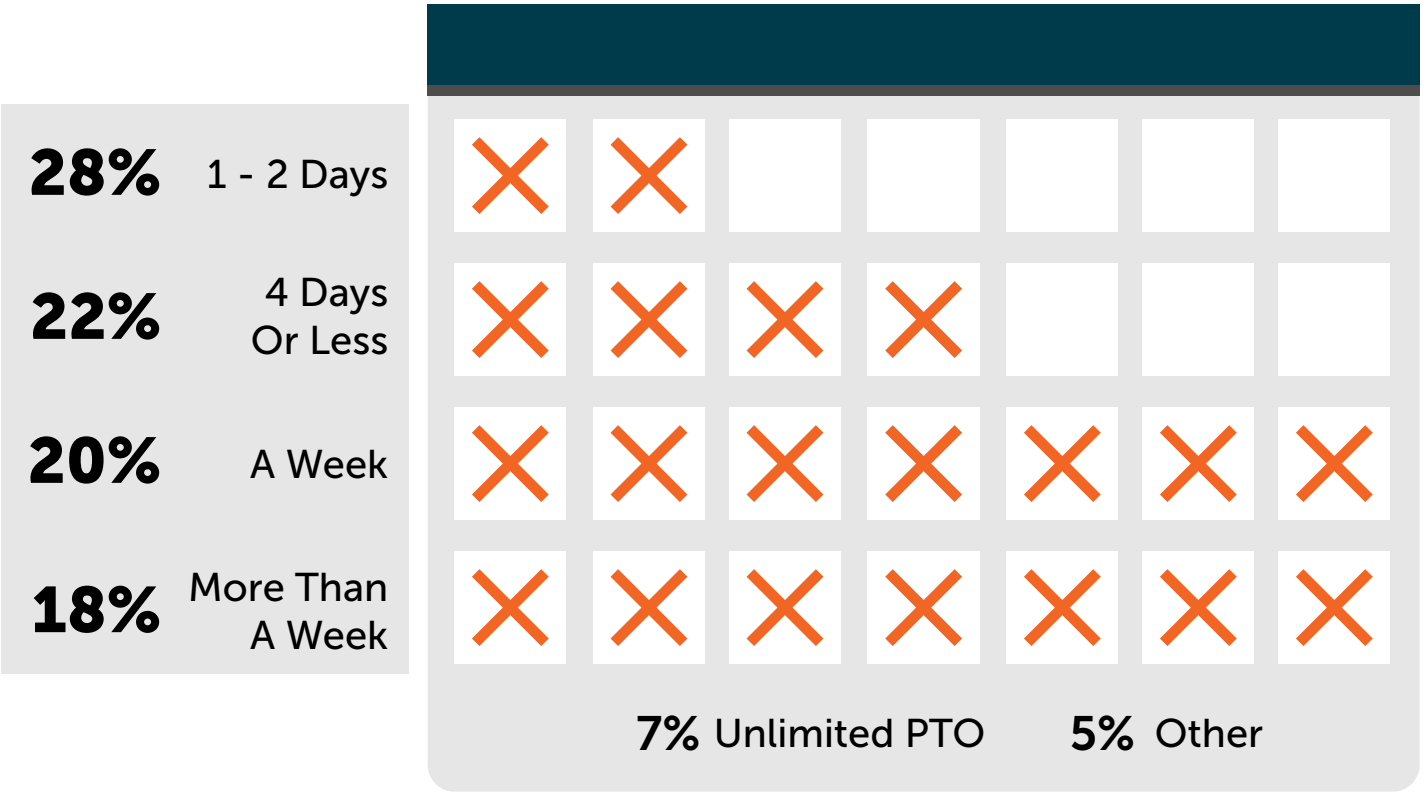 28% 1 - 2 Days
22% 4 Days
Or Less
20% A Week
18% More Than
A Week
7% Unlimited PTO 5% Other